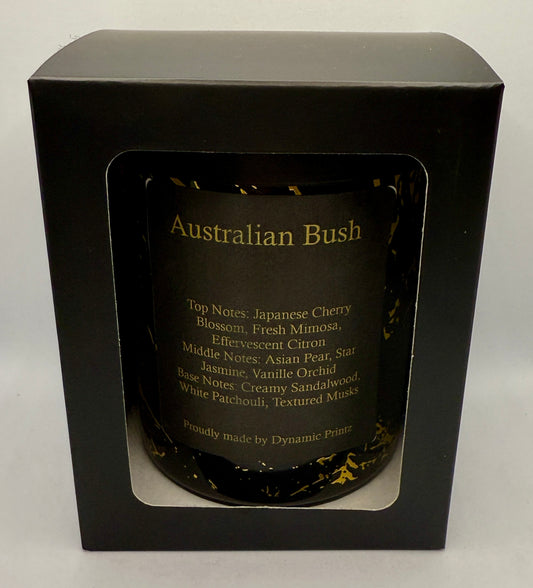 Australian Bush
Top Notes: Japanese Cherry
Blossom, Fresh Mimosa,
Effervescent Citron
Middle Notes: Asian Pear, Star
Jasmine, Vanille Orchid
Base Notes: Creamy Sandalwood,
White Patchouli, Textured Musks
Proudly made by Dynamic Printz